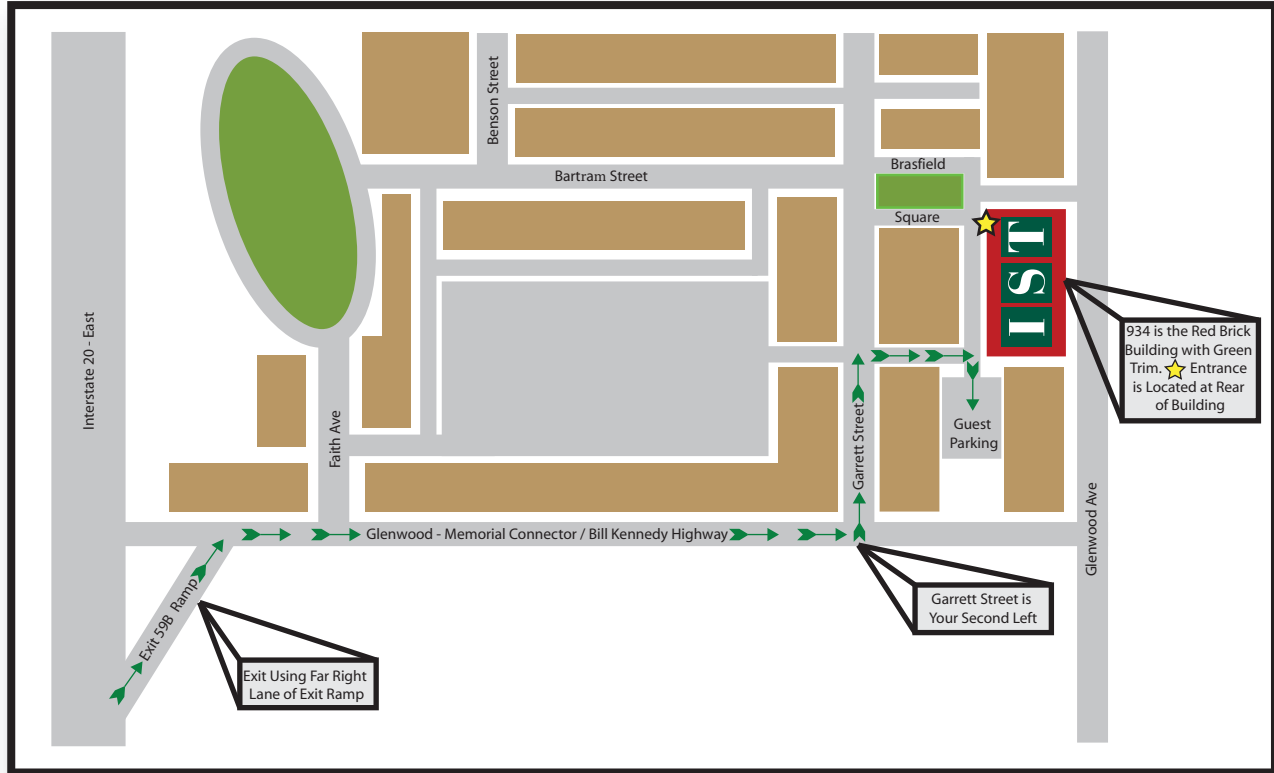 Benson Street
Brasfield
Bartram Street
Square
IST
934 is the Red Brick
Building with Green
Trim. Entrance
is Located at Rear
of Building
Interstate 20 - East
Faith Ave
Garrett Street
Guest
Parking
Glenwood Ave
Glenwood - Memorial Connector / Bill Kennedy Highway
Exit 59B Ramp
Garrett Street is
Your Second Left
Exit Using Far Right
Lane of Exit Ramp